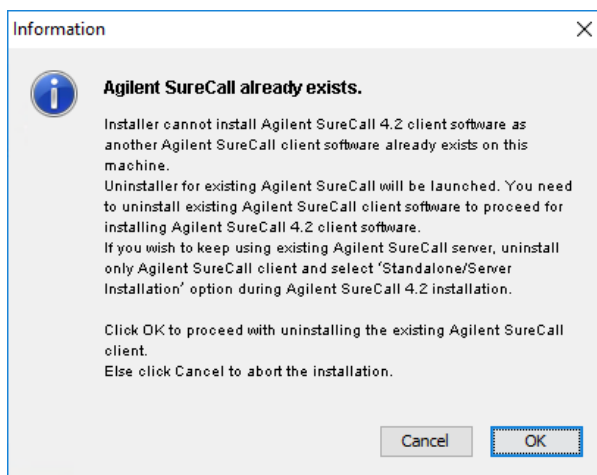 Information
Agilent SureCall already exists.
Installer cannot install Agilent SureCall 4.2 client software as
another Agilent SureCall client software already exists on this
machine.
Uninstaller for existing Agilent SureCall will be launched. You need
to uninstall existing Agilent SureCall client software to proceed for
installing Agilent SureCall 4.2 client software.
If you wish to keep using existing Agilent SureCall server, uninstall
only Agilent SureCall client and select ‘Standalone/Server
Installation’ option during Agilent SureCall 4.2 installation.
Click OK to proceed with uninstalling the existing Agilent SureCall
client.
Else click Cancel to abort the installation.
Cancel OK